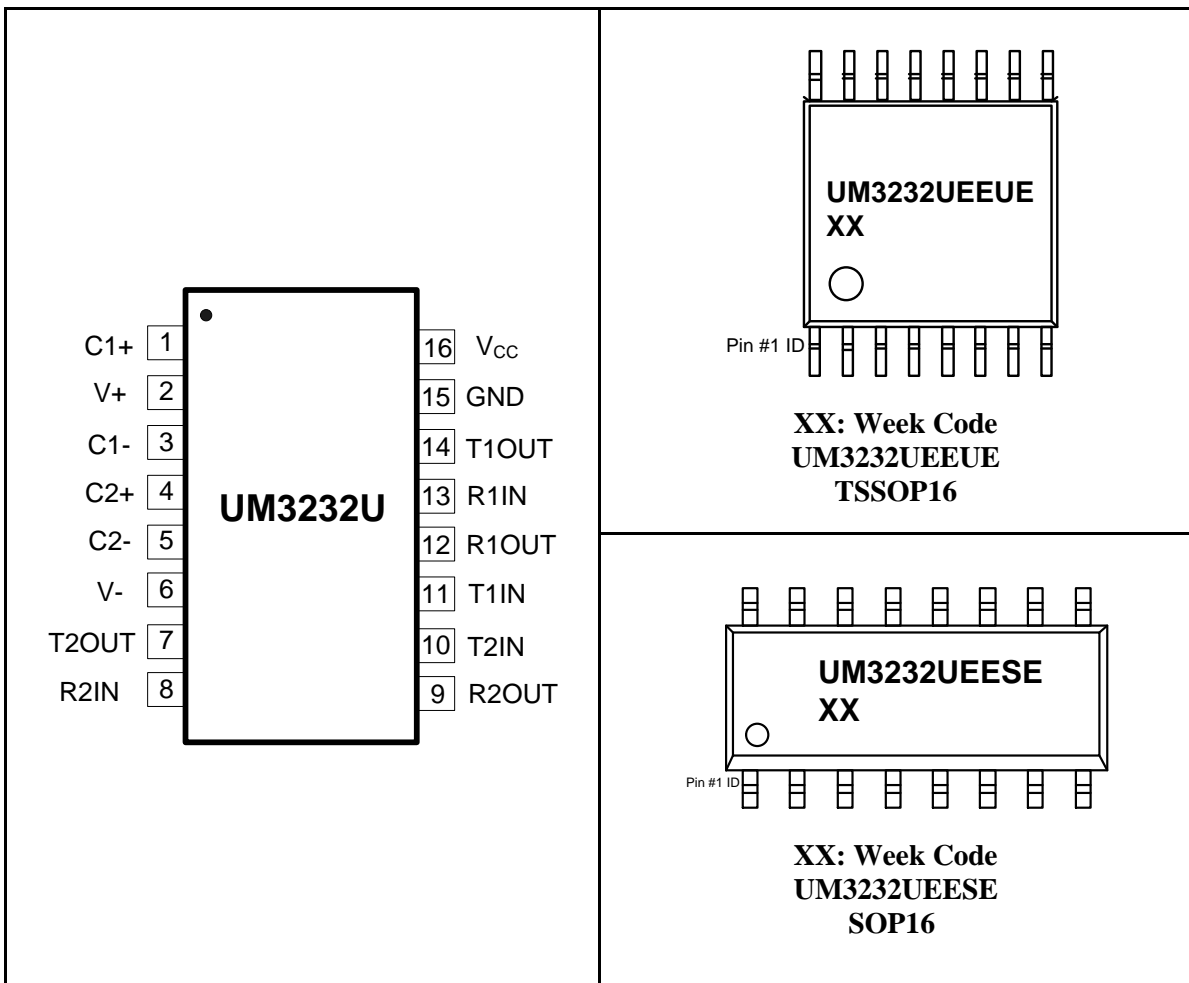 C1+ 1
V+ 2
C1- 3
C2+ 4
C2- 5
V- 6
T2OUT 7
R2IN 8
UM3232U
16 VCC
15 GND
14 T1OUT
13 R1IN
12 R1OUT
11 T1IN
10 T2IN
9 R2OUT
UM3232UEEUE
XX
Pin #1 ID
XX: Week Code
UM3232UEEUE
TSSOP16
UM3232UEESE
XX
Pin #1 ID
XX: Week Code
UM3232UEESE
SOP16